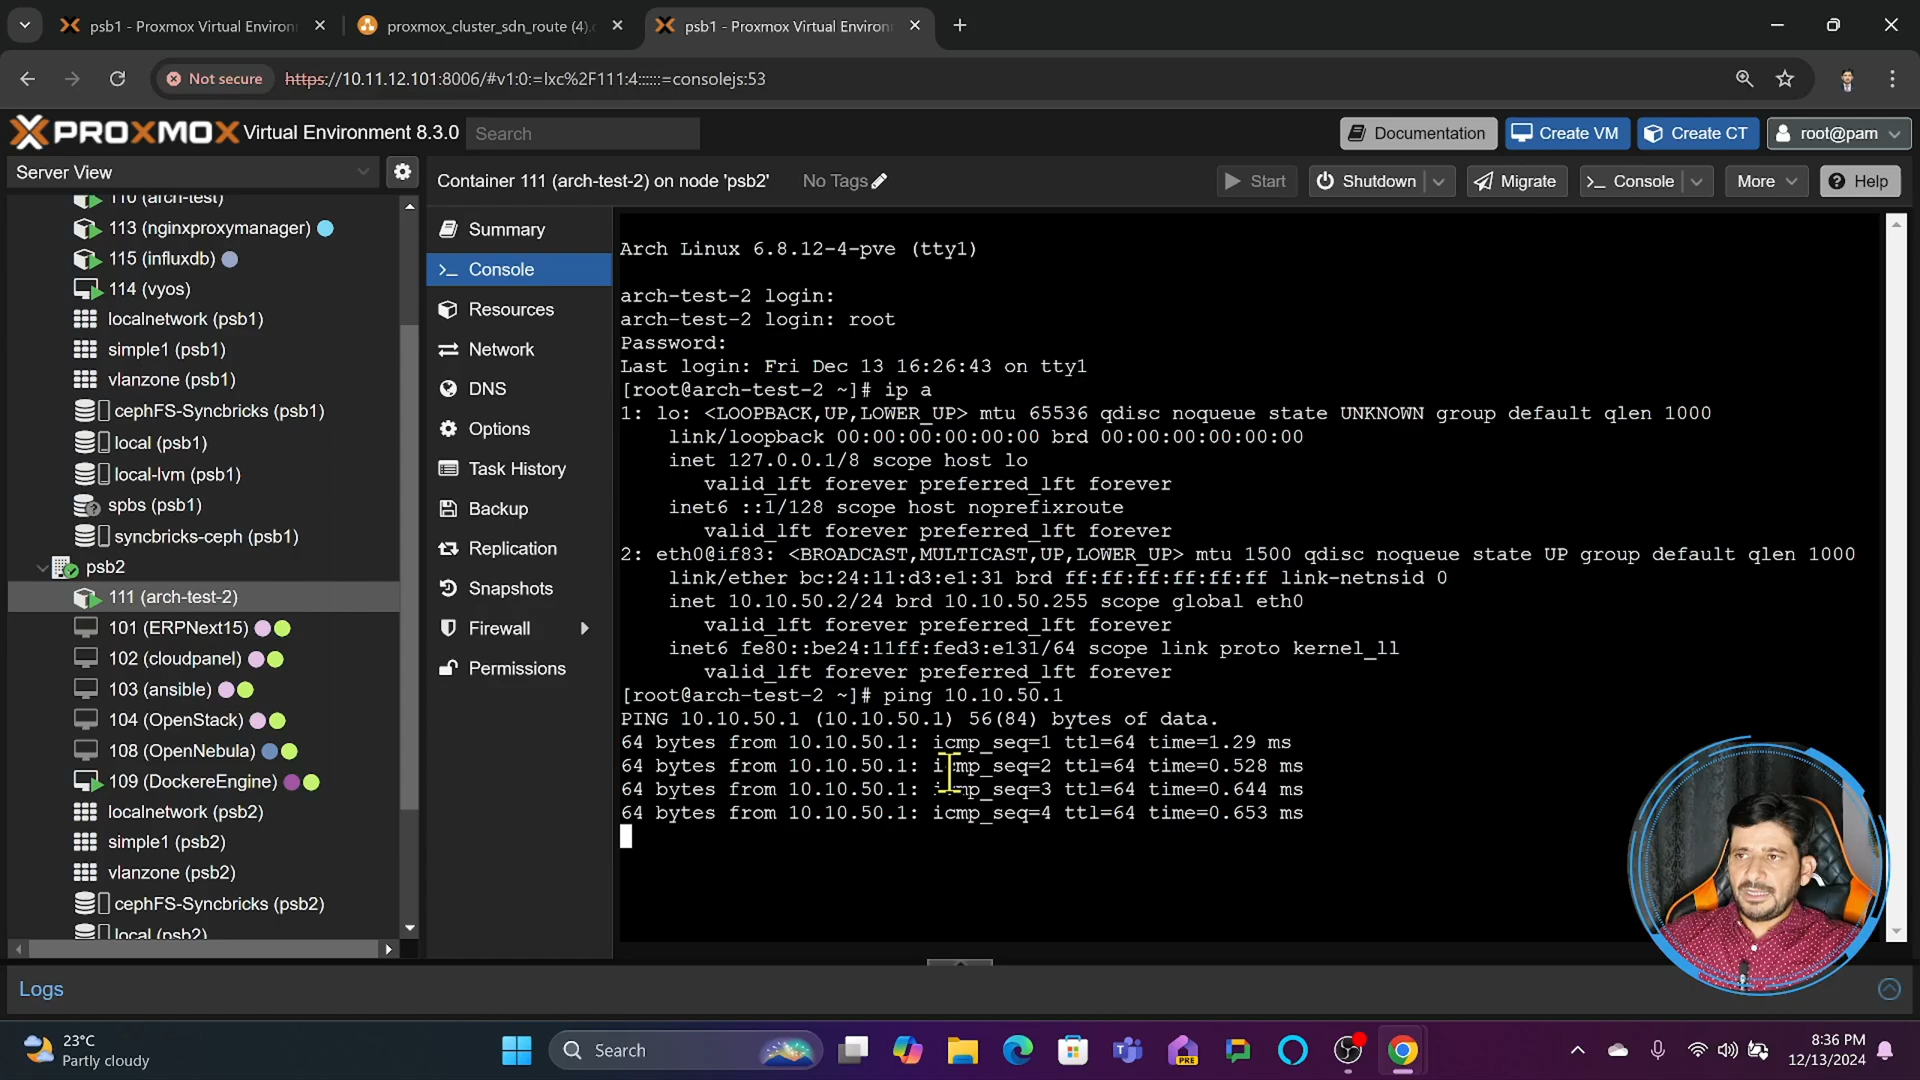 psb1 - Proxmox Virtual Environ
proxmox_cluster_sdn_route (4).
psb1 - Proxmox Virtual Environ
Not secure
https://10.11.12.101:8006/#v1:0:=lxc%2F111:4::::::=consolejs:53
PROXMOX Virtual Environment 8.3.0
Search
Documentation
Create VM
Create CT
root@pam
Server View
Container 111 (arch-test-2) on node 'psb2'
No Tags
Start
Shutdown
Migrate
Console
More
Help
110 (arch-test)
113 (nginxproxymanager)
115 (influxdb)
114 (vyos)
localnetwork (psb1)
simple1 (psb1)
vlanzone (psb1)
cephFS-Syncbricks (psb1)
local (psb1)
local-lvm (psb1)
spbs (psb1)
syncbricks-ceph (psb1)
psb2
111 (arch-test-2)
101 (ERPNext15)
102 (cloudpanel)
103 (ansible)
104 (OpenStack)
108 (OpenNebula)
109 (DockereEngine)
localnetwork (psb2)
simple1 (psb2)
vlanzone (psb2)
cephFS-Syncbricks (psb2)
local (psb2)
Summary
Console
Resources
Network
DNS
Options
Task History
Backup
Replication
Snapshots
Firewall
Permissions
Arch Linux 6.8.12-4-pve (tty1)
arch-test-2 login:
arch-test-2 login: root
Password:
Last login: Fri Dec 13 16:26:43 on tty1
[root@arch-test-2 ~]# ip a
1: lo: <LOOPBACK,UP,LOWER_UP> mtu 65536 qdisc noqueue state UNKNOWN group default qlen 1000
link/loopback 00:00:00:00:00:00 brd 00:00:00:00:00:00
inet 127.0.0.1/8 scope host lo
valid_lft forever preferred_lft forever
inet6 ::1/128 scope host noprefixroute
valid_lft forever preferred_lft forever
2: eth0@if83: <BROADCAST,MULTICAST,UP,LOWER_UP> mtu 1500 qdisc noqueue state UP group default qlen 1000
link/ether bc:24:11:d3:e1:31 brd ff:ff:ff:ff:ff:ff link-netnsid 0
inet 10.10.50.2/24 brd 10.10.50.255 scope global eth0
valid_lft forever preferred_lft forever
inet6 fe80::be24:11ff:fed3:e131/64 scope link proto kernel_ll
valid_lft forever preferred_lft forever
[root@arch-test-2 ~]# ping 10.10.50.1
PING 10.10.50.1 (10.10.50.1) 56(84) bytes of data.
64 bytes from 10.10.50.1: icmp_seq=1 ttl=64 time=1.29 ms
64 bytes from 10.10.50.1: icmp_seq=2 ttl=64 time=0.528 ms
64 bytes from 10.10.50.1: icmp_seq=3 ttl=64 time=0.644 ms
64 bytes from 10.10.50.1: icmp_seq=4 ttl=64 time=0.653 ms
Logs
23°C
Partly cloudy
Search
PRE
8:36 PM
12/13/2024